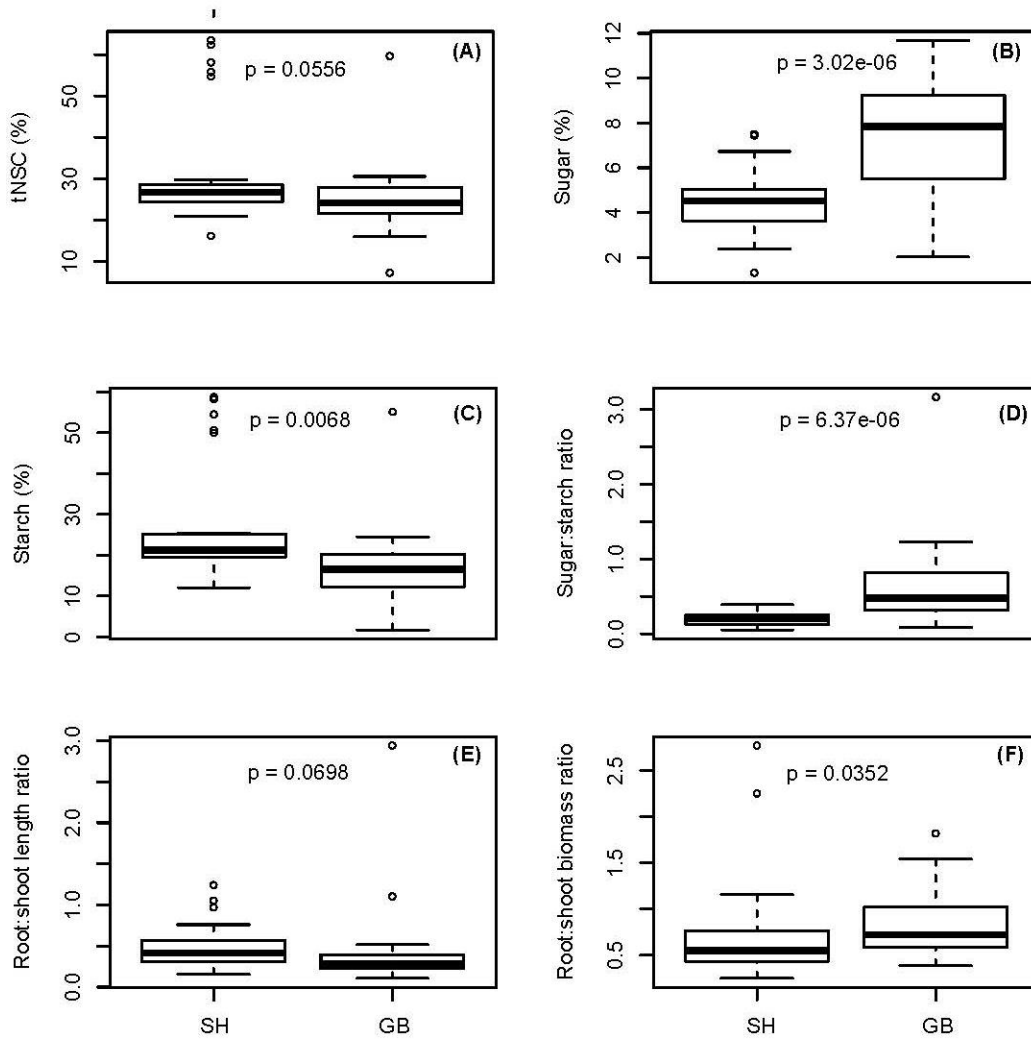 (A)
p = 0.0556
tNSC (%)
50
30
10
(B)
p = 3.02e-06
Sugar (%)
12
10
8
6
4
2
(C)
p = 0.0068
Starch (%)
50
30
10
0
(D)
p = 6.37e-06
Sugar:starch ratio
3.0
2.0
1.0
0.0
(E)
p = 0.0698
Root:shoot length ratio
3.0
2.0
1.0
0.0
SH
GB
(F)
p = 0.0352
Root:shoot biomass ratio
2.5
1.5
0.5
SH
GB